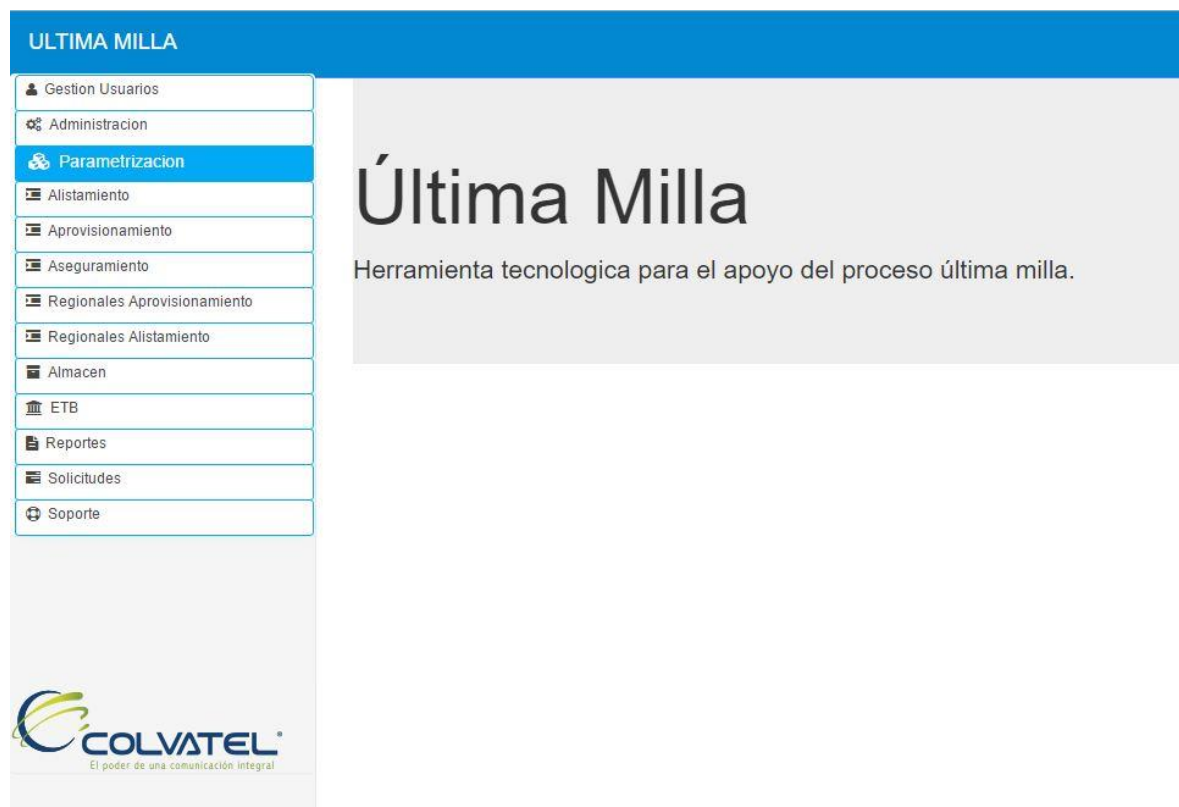 ULTIMA MILLA
Gestion Usuarios
Administracion
Parametrizacion
Alistamiento
Aprovisionamiento
Aseguramiento
Regionales Aprovisionamiento
Regionales Alistamiento
Almacen
ETB
Reportes
Solicitudes
Soporte
COLVATEL
El poder de una comunicación integral
Última Milla
Herramienta tecnologica para el apoyo del proceso última milla.